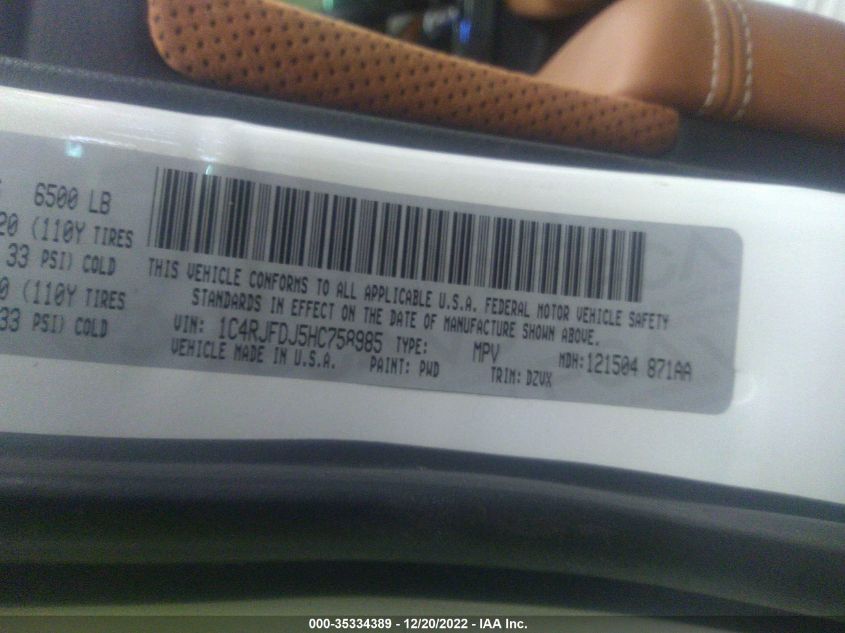 6500 LB
20 (110Y TIRES
33 PSI) COLD
0 (110Y TIRES
33 PSI) COLD
THIS VEHICLE CONFORMS TO ALL APPLICABLE U.S.A. FEDERAL MOTOR VEHICLE SAFETY
STANDARDS IN EFFECT ON THE DATE OF MANUFACTURE SHOWN ABOVE.
VIN: 1C4RJFDJ5HC758985 TYPE: MPV MDH:121504 871AA
VEHICLE MADE IN U.S.A. PAINT: PWD TRIM: DZVX
000-35334389 - 12/20/2022 - IAA Inc.